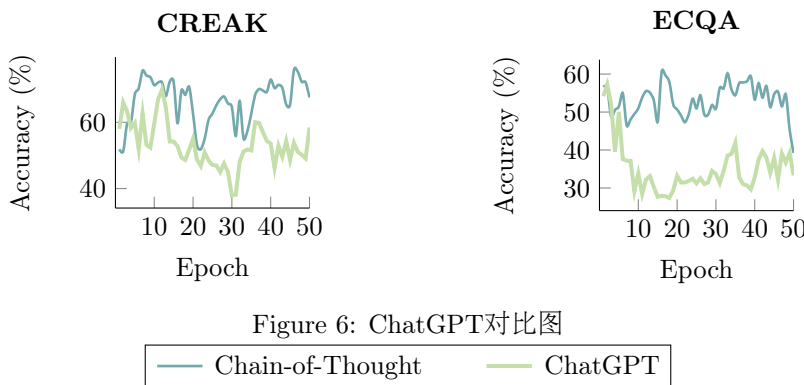 CREAK
Accuracy (%)
60
40
10 20 30 40 50
Epoch
ECQA
Accuracy (%)
60
50
40
30
10 20 30 40 50
Epoch
Figure 6: ChatGPT对比图
Chain-of-Thought
ChatGPT